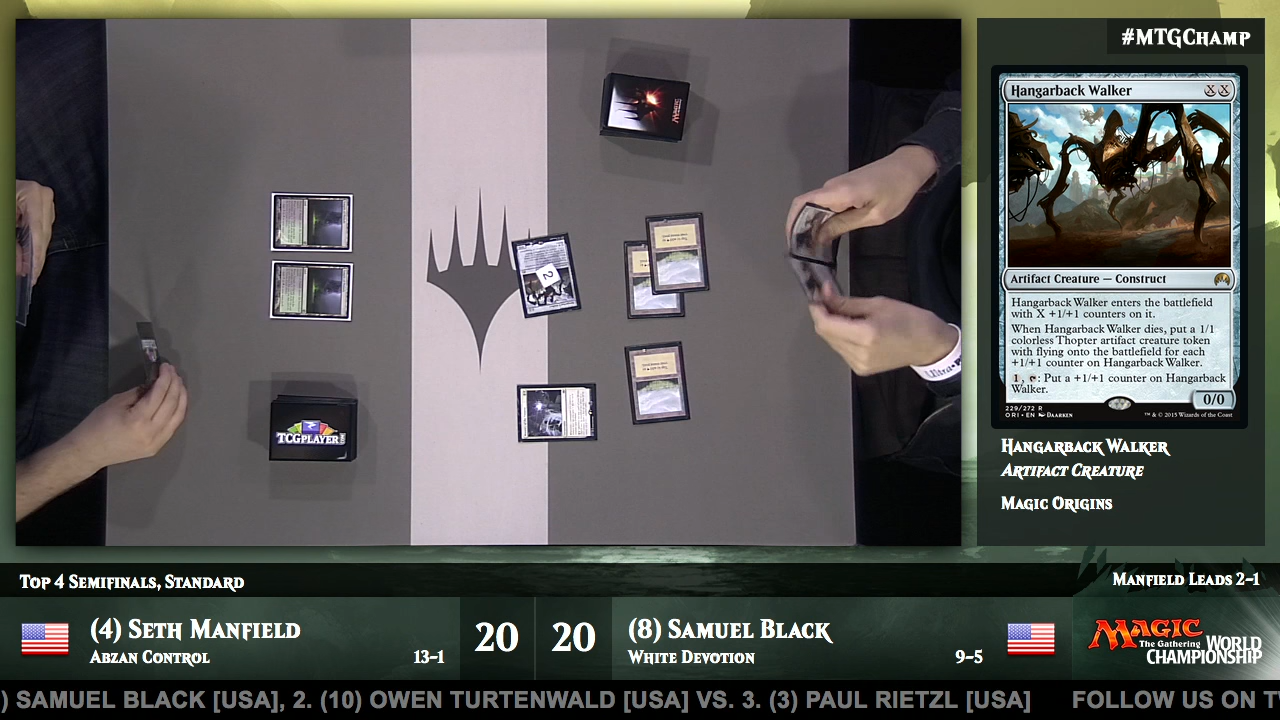 #MTGChamp
Hangarback Walker XX
Artifact Creature — Construct
Hangarback Walker enters the battlefield
with X +1/+1 counters on it.
When Hangarback Walker dies, put a 1/1
colorless Thopter artifact creature token
with flying onto the battlefield for each
+1/+1 counter on Hangarback Walker.
1, : Put a +1/+1 counter on Hangarback
Walker.
0/0
229/272 R
ORI • EN Daarken
™ & © 2015 Wizards of the Coast
Hangarback Walker
Artifact Creature
Magic Origins
MAGIC
2
TCGPLAYER
Top 4 Semifinals, Standard
Manfield Leads 2-1
(4) Seth Manfield
Abzan Control
13-1
20
20
(8) Samuel Black
White Devotion
9-5
Magic
The Gathering
World
Championship
) SAMUEL BLACK [USA], 2. (10) OWEN TURTENWALD [USA] VS. 3. (3) PAUL RIETZL [USA] FOLLOW US ON